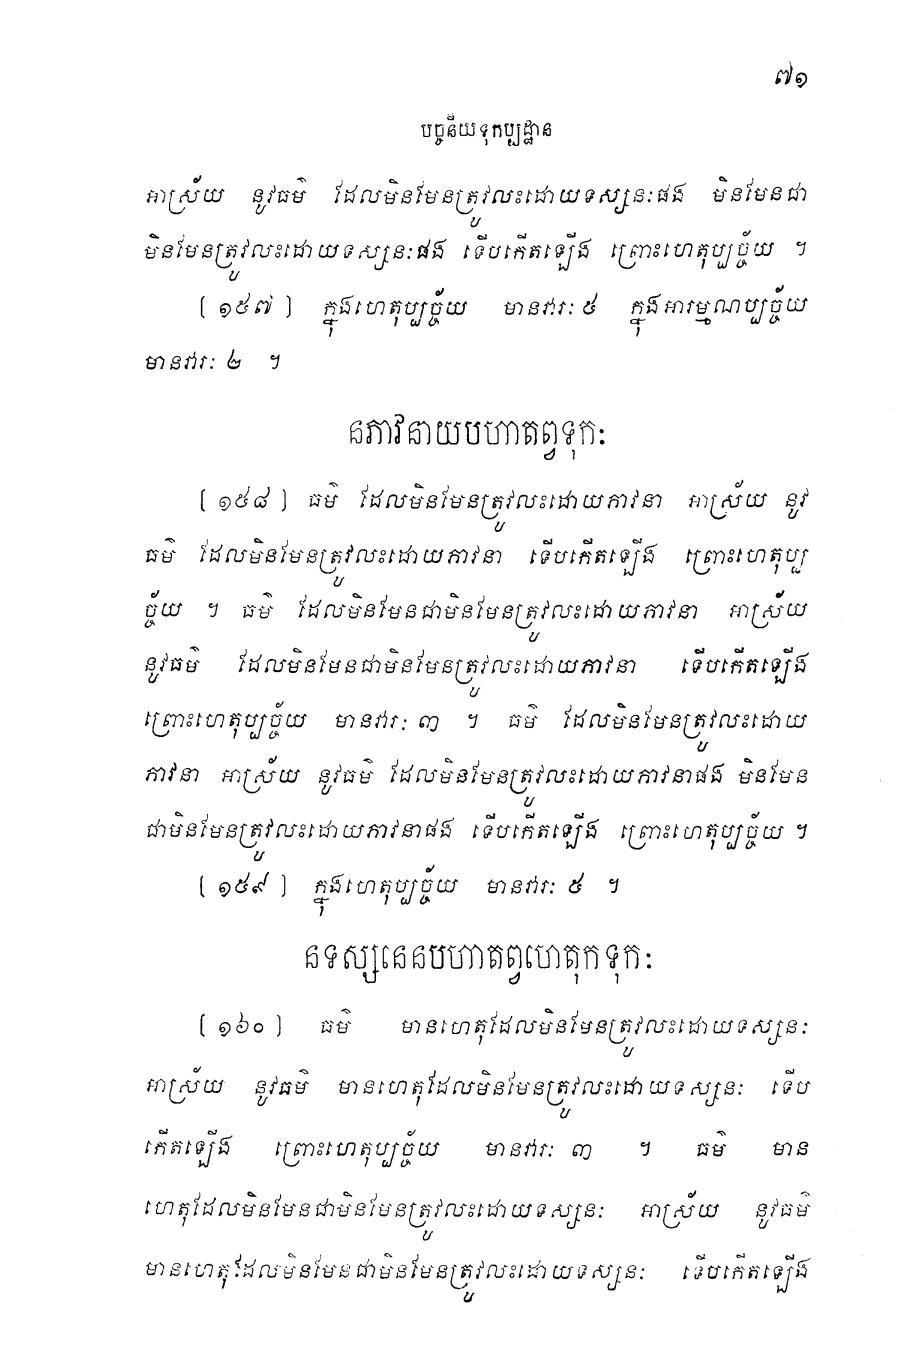 ៧១
បច្ចនីយទុកប្បដ្ឋាន
អាស្រ័យ នូវធម៌ ដែលមិនមែនត្រូវលះដោយទស្សនៈផង មិនមែនជា
មិនមែនត្រូវលះដោយទស្សនៈផង ទើបកើតឡើង ព្រោះហេតុប្បច្ច័យ ។
[ ១៥៧ ] ក្នុងហេតុប្បច្ច័យ មានវារៈ ៥ ក្នុងអារម្មណប្បច្ច័យ
មានវារៈ ២ ។
នភាវនាយបហាតព្វទុកៈ
[ ១៥៨ ] ធម៌ ដែលមិនមែនត្រូវលះដោយភាវនា អាស្រ័យ នូវ
ធម៌ ដែលមិនមែនត្រូវលះដោយភាវនា ទើបកើតឡើង ព្រោះហេតុប្ប
ច្ច័យ ។ ធម៌ ដែលមិនមែនជាមិនមែនត្រូវលះដោយភាវនា អាស្រ័យ
នូវធម៌ ដែលមិនមែនជាមិនមែនត្រូវលះដោយភាវនា ទើបកើតឡើង
ព្រោះហេតុប្បច្ច័យ មានវារៈ ៣ ។ ធម៌ ដែលមិនមែនត្រូវលះដោយ
ភាវនា អាស្រ័យ នូវធម៌ ដែលមិនមែនត្រូវលះដោយភាវនាផង មិនមែន
ជាមិនមែនត្រូវលះដោយភាវនាផង ទើបកើតឡើង ព្រោះហេតុប្បច្ច័យ ។
[ ១៥៩ ] ក្នុងហេតុប្បច្ច័យ មានវារៈ ៥ ។
នទស្សនេនបហាតព្វហេតុកទុកៈ
[ ១៦០ ] ធម៌ មានហេតុដែលមិនមែនត្រូវលះដោយទស្សនៈ
អាស្រ័យ នូវធម៌ មានហេតុដែលមិនមែនត្រូវលះដោយទស្សនៈ ទើប
កើតឡើង ព្រោះហេតុប្បច្ច័យ មានវារៈ ៣ ។ ធម៌ មាន
ហេតុដែលមិនមែនជាមិនមែនត្រូវលះដោយទស្សនៈ អាស្រ័យ នូវធម៌
មានហេតុដែលមិនមែនជាមិនមែនត្រូវលះដោយទស្សនៈ ទើបកើតឡើង